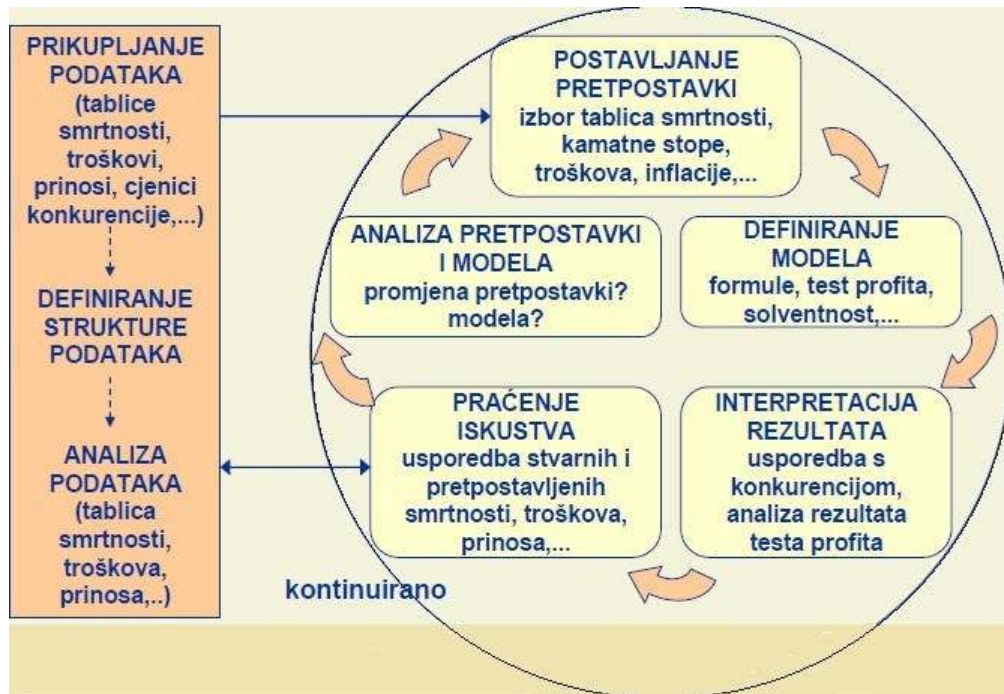 PRIKUPLJANJE
PODATAKA
(tablice
smrtnosti,
troškovi,
prinosi, cjenici
konkurencije,...)
DEFINIRANJE
STRUKTURE
PODATAKA
ANALIZA
PODATAKA
(tablica
smrtnosti,
troškova,
prinosa,..)
POSTAVLJANJE
PRETPOSTAVKI
izbor tablica smrtnosti,
kamatne stope,
troškova, inflacije,...
DEFINIRANJE
MODELA
formule, test profita,
solventnost,...
INTERPRETACIJA
REZULTATA
usporedba s
konkurencijom,
analiza rezultata
testa profita
PRAĆENJE
ISKUSTVA
usporedba stvarnih i
pretpostavljenih
smrtnosti, troškova,
prinosa,...
ANALIZA PRETPOSTAVKI
I MODELA
promjena pretpostavki?
modela?
kontinuirano